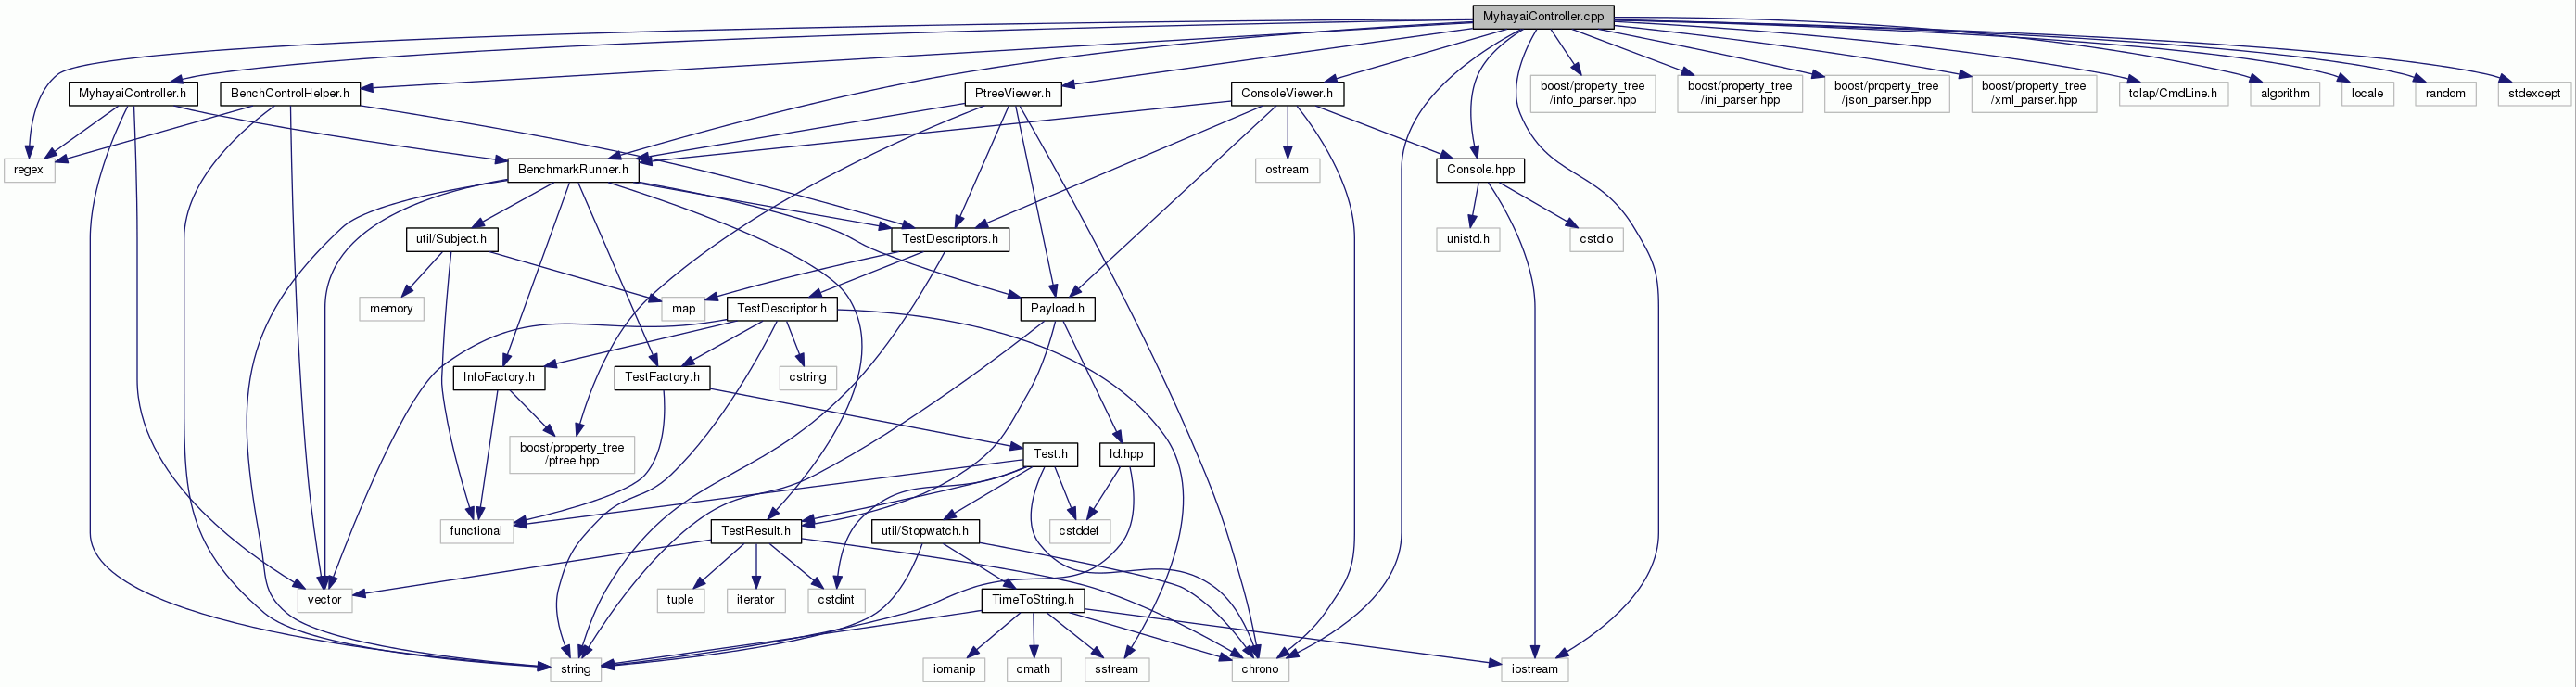 MyhayaiController.cpp
MyhayaiController.h
BenchControlHelper.h
PtreeViewer.h
ConsoleViewer.h
boost/property_tree
/info_parser.hpp
boost/property_tree
/ini_parser.hpp
boost/property_tree
/json_parser.hpp
boost/property_tree
/xml_parser.hpp
tclap/CmdLine.h
algorithm
locale
random
stdexcept
regex
BenchmarkRunner.h
ostream
Console.hpp
util/Subject.h
TestDescriptors.h
unistd.h
cstdio
memory
map
TestDescriptor.h
Payload.h
InfoFactory.h
TestFactory.h
cstring
boost/property_tree
/ptree.hpp
Test.h
Id.hpp
functional
TestResult.h
util/Stopwatch.h
cstddef
vector
tuple
iterator
cstdint
TimeToString.h
string
iomanip
cmath
sstream
chrono
iostream